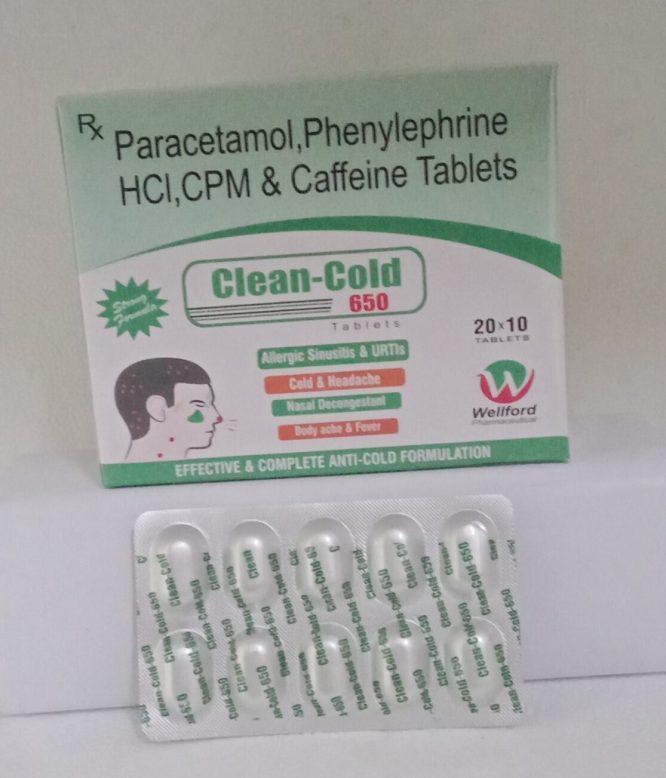 Rx Paracetamol,Phenylephrine
HCl,CPM & Caffeine Tablets
Strong
Formula
Clean-Cold
650
Tablets
20x10
TABLETS
Allergic Sinusitis & URTIs
Cold & Headache
Nasal Decongestant
Body ache & Fever
W
Wellford
Pharmaceutical
EFFECTIVE & COMPLETE ANTI-COLD FORMULATION
Clean-Cold-650